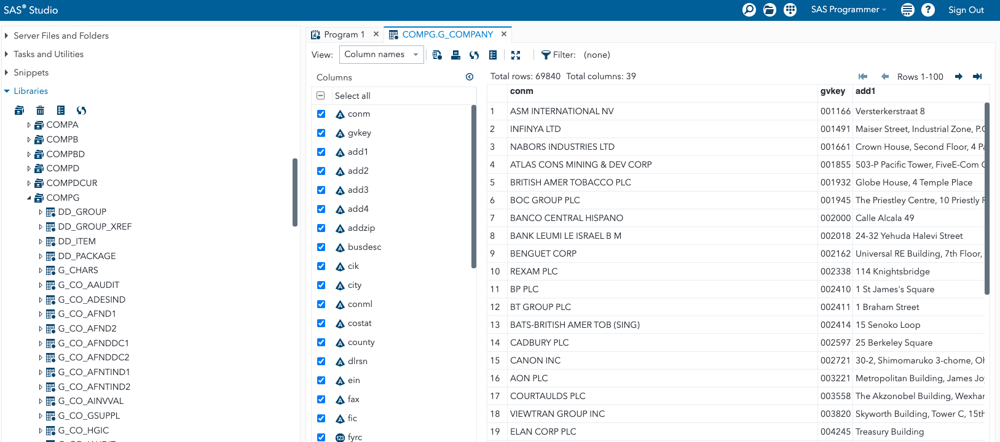 SAS® Studio
SAS Programmer
Sign Out
Server Files and Folders
Tasks and Utilities
Snippets
Libraries
COMPA
COMPB
COMPBD
COMPD
COMPDCUR
COMPG
DD_GROUP
DD_GROUP_XREF
DD_ITEM
DD_PACKAGE
G_CHARS
G_CO_AAUDIT
G_CO_ADESIND
G_CO_AFND1
G_CO_AFND2
G_CO_AFNDDC1
G_CO_AFNDDC2
G_CO_AFNTIND1
G_CO_AFNTIND2
G_CO_AINVVAL
G_CO_GSUPPL
G_CO_HGIC
Program 1
COMPG.G_COMPANY
View: Column names
Filter: (none)
Columns
Select all
conm
gvkey
add1
add2
add3
add4
addzip
busdesc
cik
city
conml
costat
county
dlrsn
ein
fax
fic
fyrc
Total rows: 69840 Total columns: 39
Rows 1-100
conm gvkey add1
1 ASM INTERNATIONAL NV 001166 Versterkerstraat 8
2 INFINYA LTD 001491 Maiser Street, Industrial Zone, P.O
3 NABORS INDUSTRIES LTD 001661 Crown House, Second Floor, 4 Pa
4 ATLAS CONS MINING & DEV CORP 001855 503-P Pacific Tower, FiveE-Com C
5 BRITISH AMER TOBACCO PLC 001932 Globe House, 4 Temple Place
6 BOC GROUP PLC 001945 The Priestley Centre, 10 Priestly R
7 BANCO CENTRAL HISPANO 002000 Calle Alcala 49
8 BANK LEUMI LE ISRAEL B M 002018 24-32 Yehuda Halevi Street
9 BENGUET CORP 002162 Universal RE Building, 7th Floor,
10 REXAM PLC 002338 114 Knightsbridge
11 BP PLC 002410 1 St James's Square
12 BT GROUP PLC 002411 1 Braham Street
13 BATS-BRITISH AMER TOB (SING) 002414 15 Senoko Loop
14 CADBURY PLC 002597 25 Berkeley Square
15 CANON INC 002721 30-2, Shimomaruko 3-chome, Oh
16 AON PLC 003221 Metropolitan Building, James Joy
17 COURTAULDS PLC 003558 The Akzonobel Building, Wexham
18 VIEWTRAN GROUP INC 003820 Skyworth Building, Tower C, 15th
19 ELAN CORP PLC 004245 Treasury Building